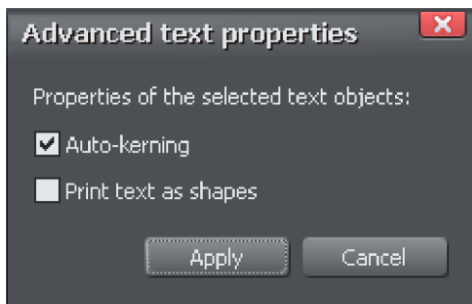 Advanced text properties
Properties of the selected text objects:
Auto-kerning
Print text as shapes
Apply Cancel